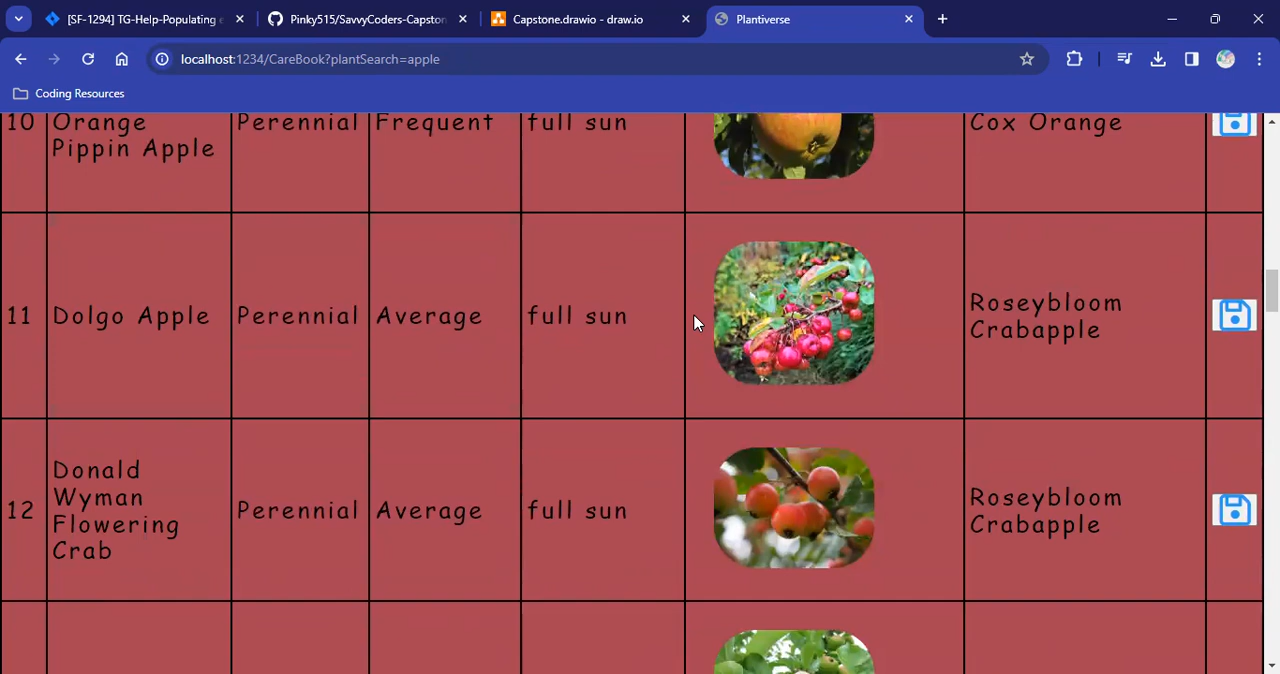 [SF-1294] TG-Help-Populating e
Pinky515/SavvyCoders-Capston
Capstone.drawio - draw.io
Plantiverse
localhost:1234/CareBook?plantSearch=apple
Coding Resources
10
Orange
Pippin Apple
Perennial
Frequent
full sun
Cox Orange
11
Dolgo Apple
Perennial
Average
full sun
Roseybloom
Crabapple
12
Donald
Wyman
Flowering
Crab
Perennial
Average
full sun
Roseybloom
Crabapple